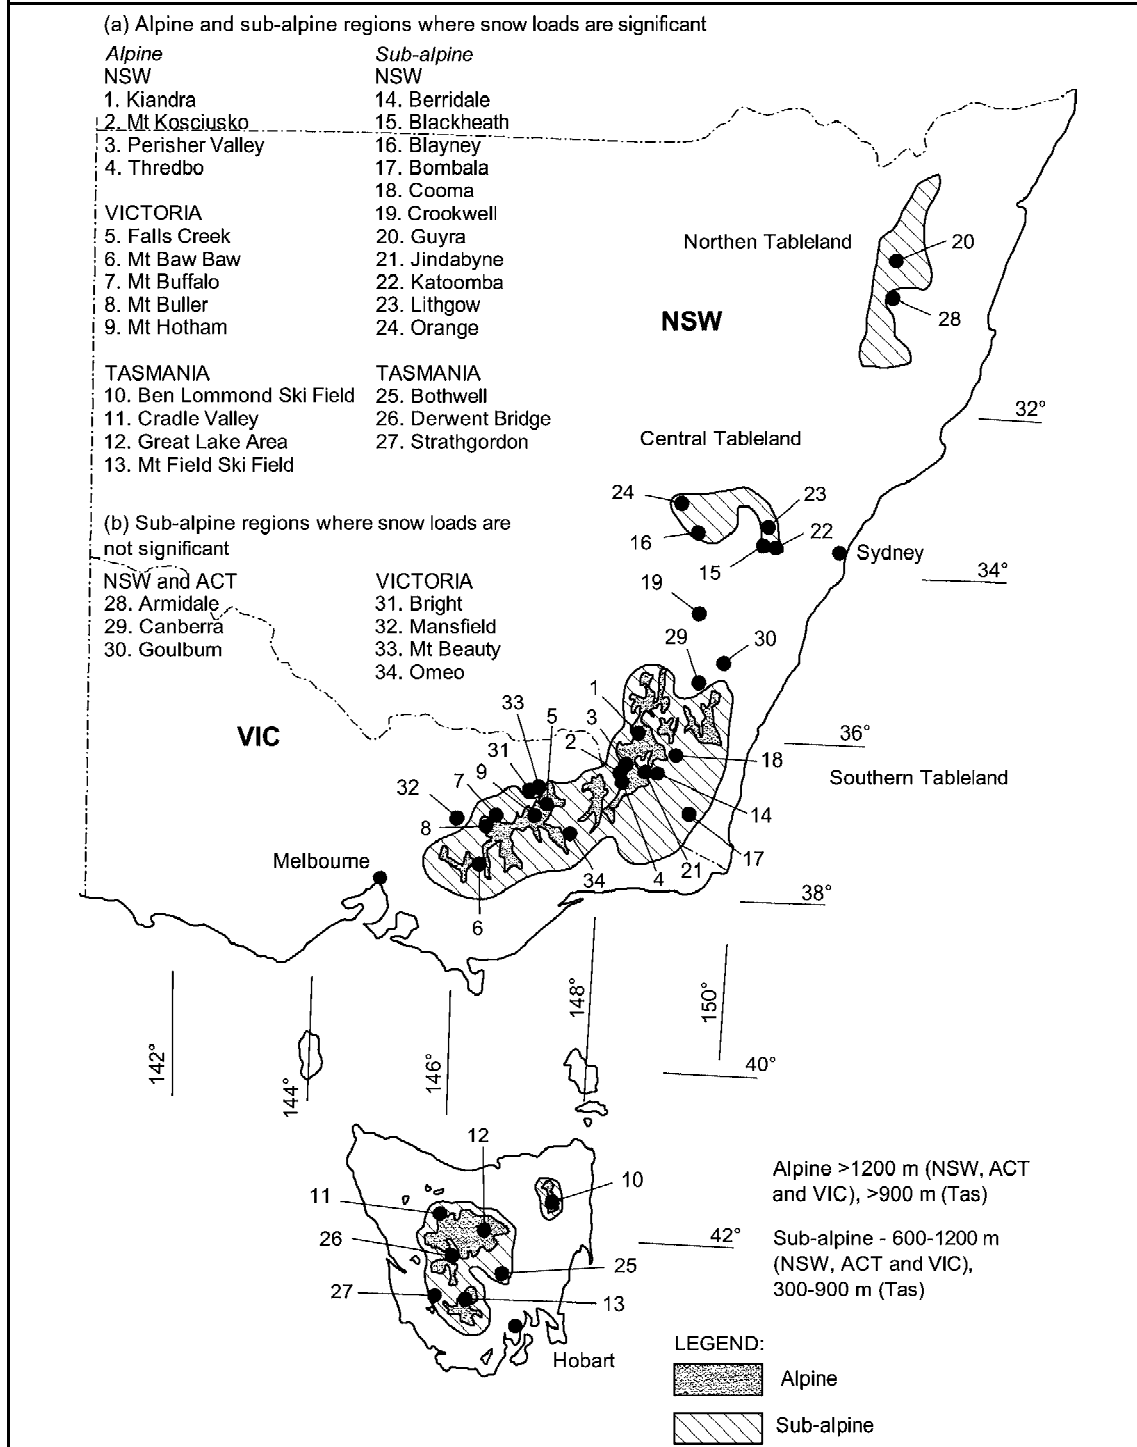 (a) Alpine and sub-alpine regions where snow loads are significant
Alpine
NSW
1. Kiandra
2. Mt Kosciusko
3. Perisher Valley
4. Thredbo
VICTORIA
5. Falls Creek
6. Mt Baw Baw
7. Mt Buffalo
8. Mt Buller
9. Mt Hotham
TASMANIA
10. Ben Lommond Ski Field
11. Cradle Valley
12. Great Lake Area
13. Mt Field Ski Field
Sub-alpine
NSW
14. Berridale
15. Blackheath
16. Blayney
17. Bombala
18. Cooma
19. Crookwell
20. Guyra
21. Jindabyne
22. Katoomba
23. Lithgow
24. Orange
TASMANIA
25. Bothwell
26. Derwent Bridge
27. Strathgordon
(b) Sub-alpine regions where snow loads are
not significant
NSW and ACT
28. Armidale
29. Canberra
30. Goulburn
VICTORIA
31. Bright
32. Mansfield
33. Mt Beauty
34. Omeo
Northen Tableland
20
28
NSW
32°
Central Tableland
24
23
16
22
15
Sydney
34°
19
29
30
1
33
5
3
VIC
36°
2
31
18
9
7
Southern Tableland
32
14
8
17
Melbourne
34
4
21
38°
6
148°
150°
142°
144°
146°
40°
12
10
11
26
42°
25
27
13
Hobart
Alpine >1200 m (NSW, ACT
and VIC), >900 m (Tas)
Sub-alpine - 600-1200 m
(NSW, ACT and VIC),
300-900 m (Tas)
LEGEND:
Alpine
Sub-alpine